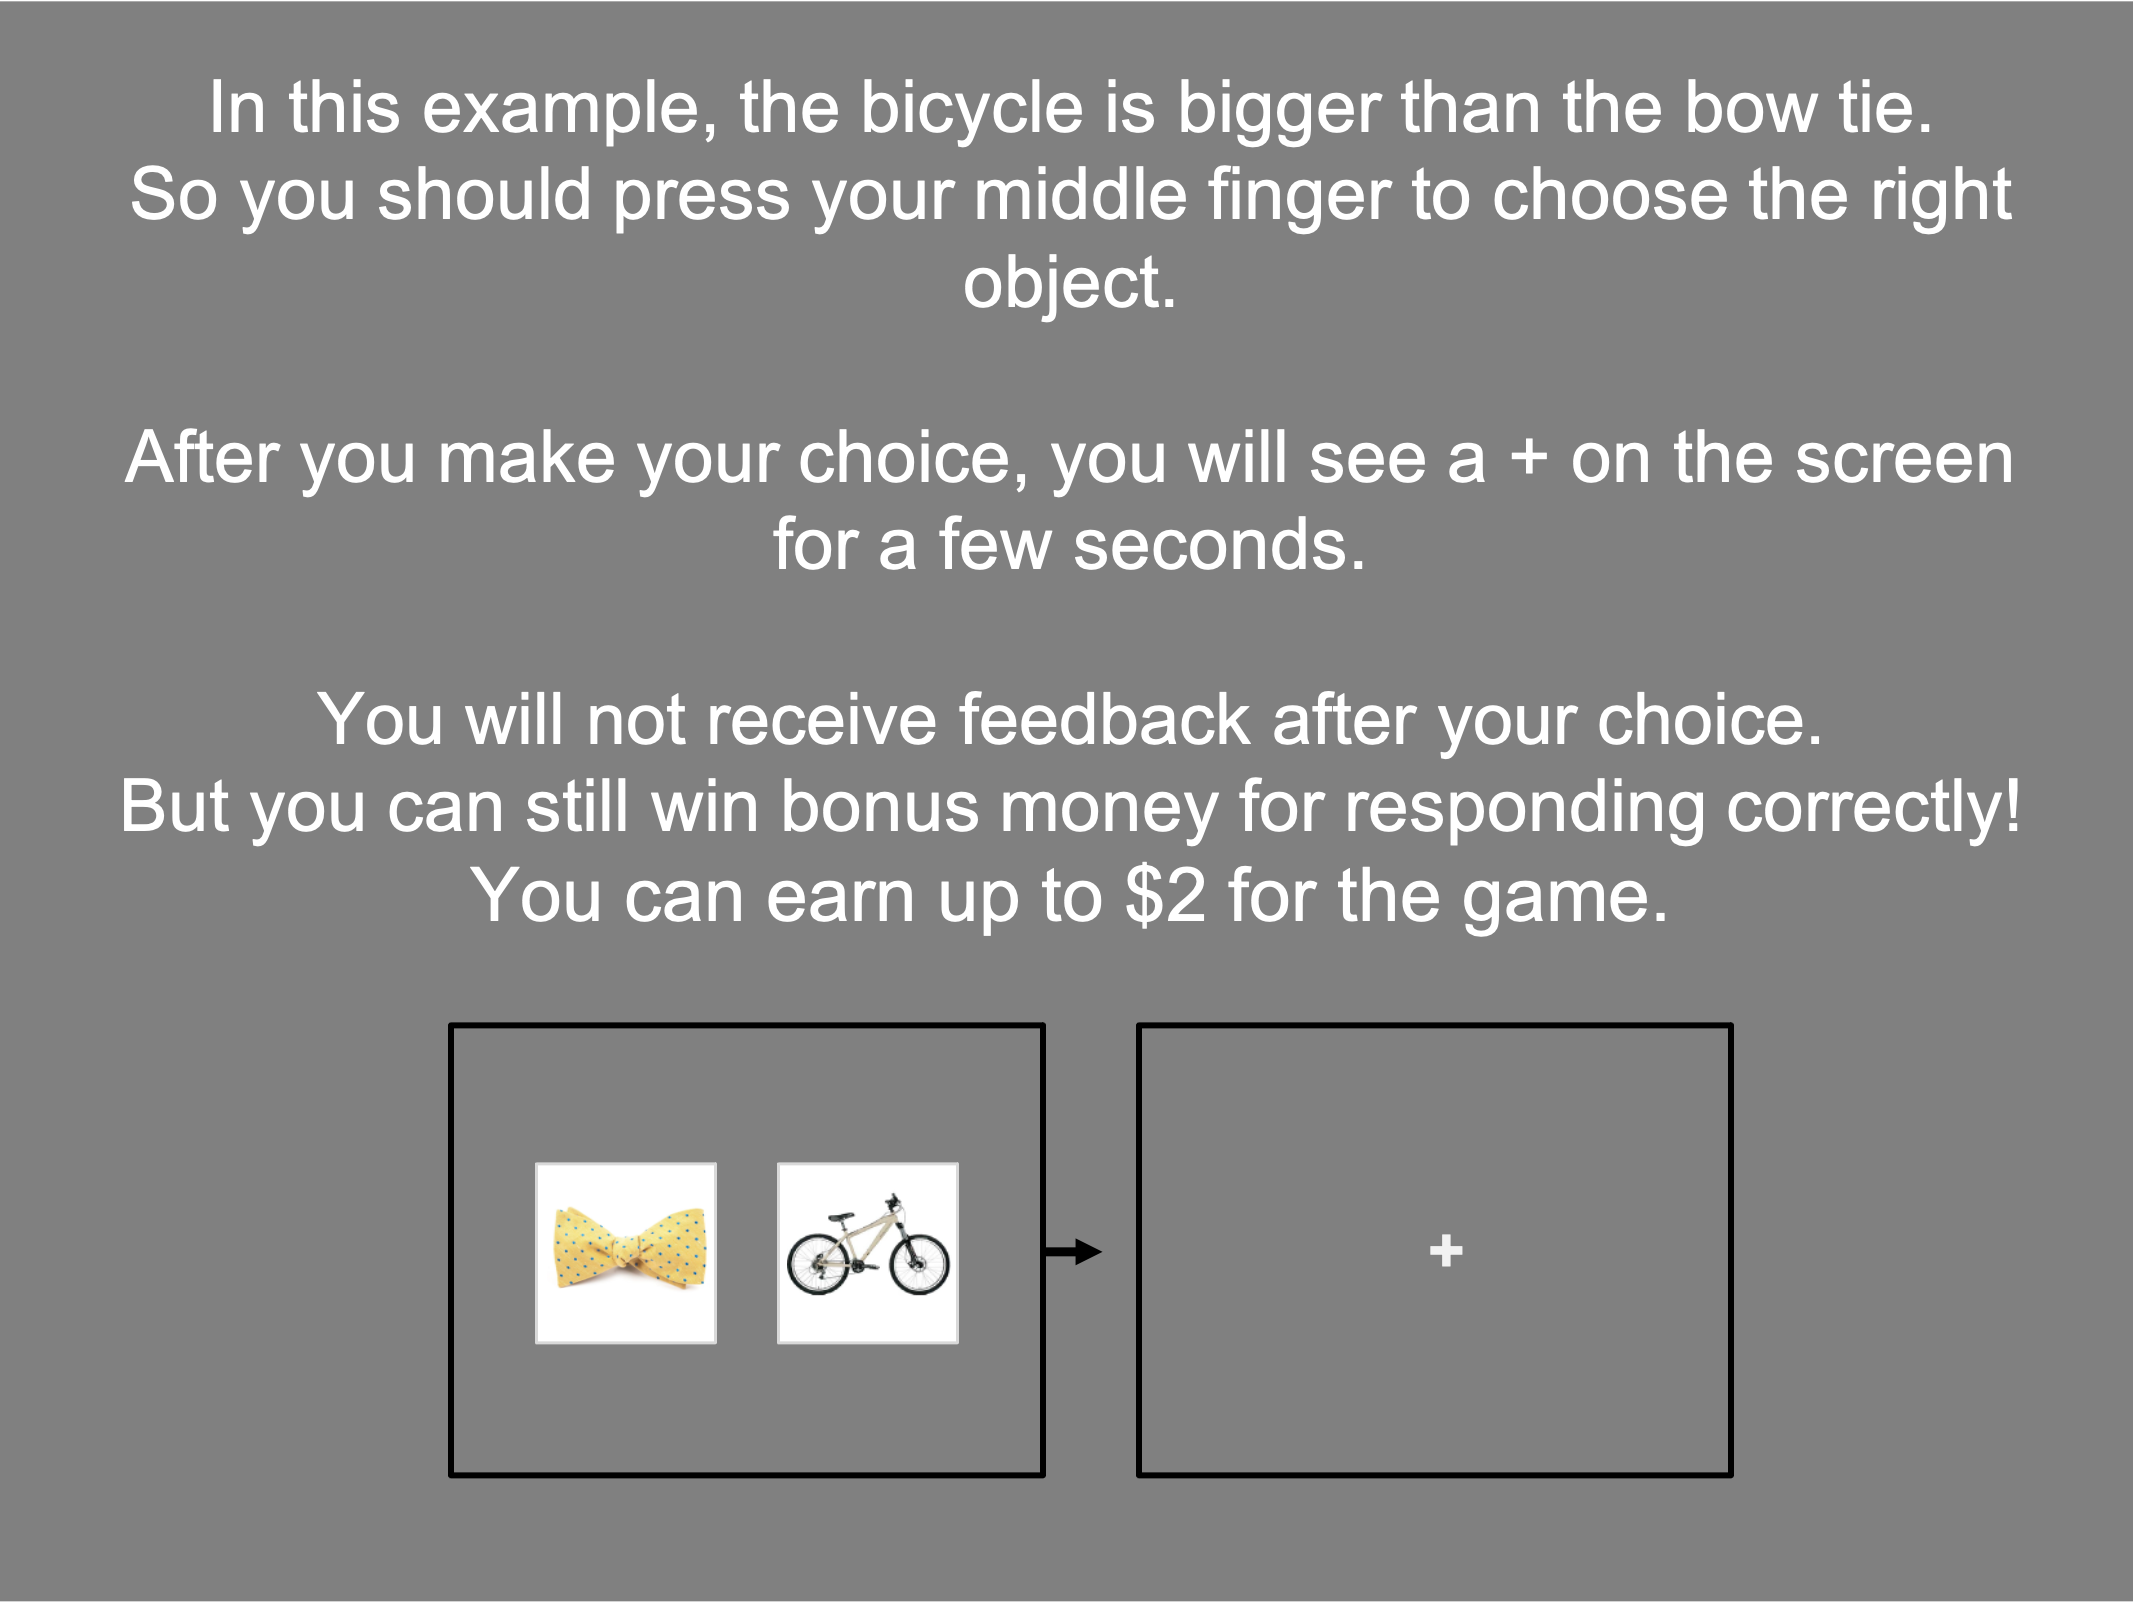 In this example, the bicycle is bigger than the bow tie.
So you should press your middle finger to choose the right
object.
After you make your choice, you will see a + on the screen
for a few seconds.
You will not receive feedback after your choice.
But you can still win bonus money for responding correctly!
You can earn up to $2 for the game.
+